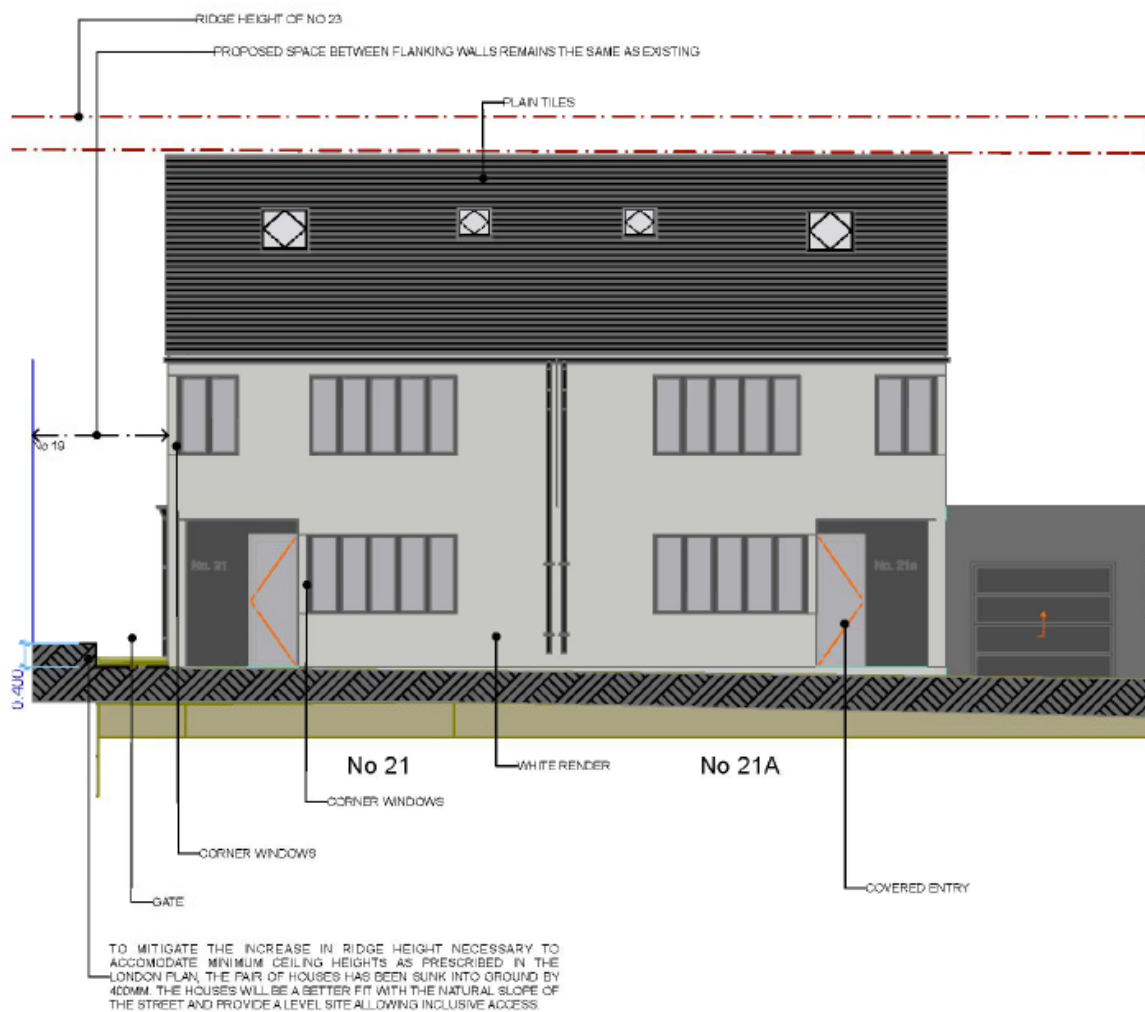 RIDGE HEIGHT OF NO 23
PROPOSED SPACE BETWEEN FLANKING WALLS REMAINS THE SAME AS EXISTING
PLAIN TILES
No 19
No. 21
No. 21a
0.400
No 21
WHITE RENDER
No 21A
CORNER WINDOWS
CORNER WINDOWS
COVERED ENTRY
GATE
TO MITIGATE THE INCREASE IN RIDGE HEIGHT NECESSARY TO
ACCOMODATE MINIMUM CEILING HEIGHTS AS PRESCRIBED IN THE
LONDON PLAN, THE PAIR OF HOUSES HAS BEEN SUNK INTO GROUND BY
400MM. THE HOUSES WILL BE A BETTER FIT WITH THE NATURAL SLOPE OF
THE STREET AND PROVIDE A LEVEL SITE ALLOWING INCLUSIVE ACCESS.